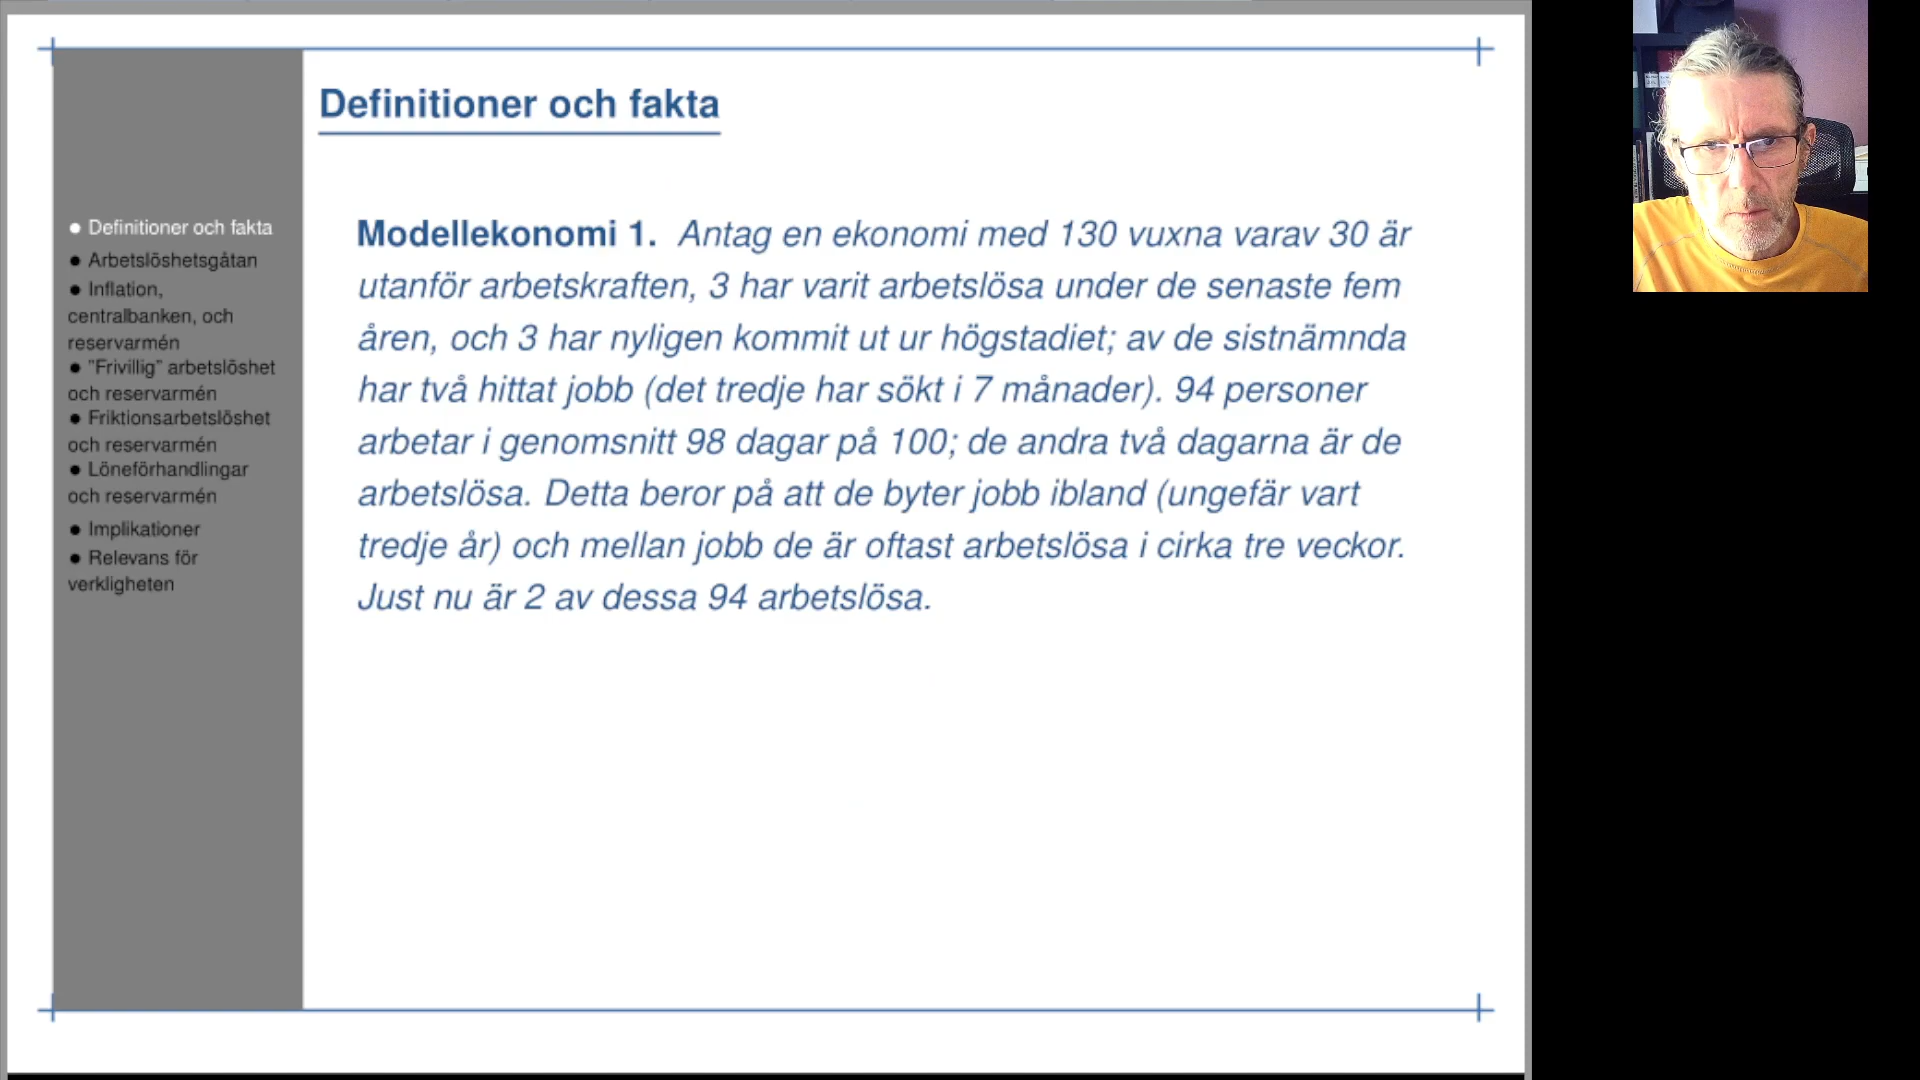 Definitioner och fakta
● Definitioner och fakta
● Arbetslöshetsgåtan
● Inflation,
centralbanken, och
reservarmén
● ”Frivillig” arbetslöshet
och reservarmén
● Friktionsarbetslöshet
och reservarmén
● Löneförhandlingar
och reservarmén
● Implikationer
● Relevans för
verkligheten
Modellekonomi 1. Antag en ekonomi med 130 vuxna varav 30 är
utanför arbetskraften, 3 har varit arbetslösa under de senaste fem
åren, och 3 har nyligen kommit ut ur högstadiet; av de sistnämnda
har två hittat jobb (det tredje har sökt i 7 månader). 94 personer
arbetar i genomsnitt 98 dagar på 100; de andra två dagarna är de
arbetslösa. Detta beror på att de byter jobb ibland (ungefär vart
tredje år) och mellan jobb de är oftast arbetslösa i cirka tre veckor.
Just nu är 2 av dessa 94 arbetslösa.